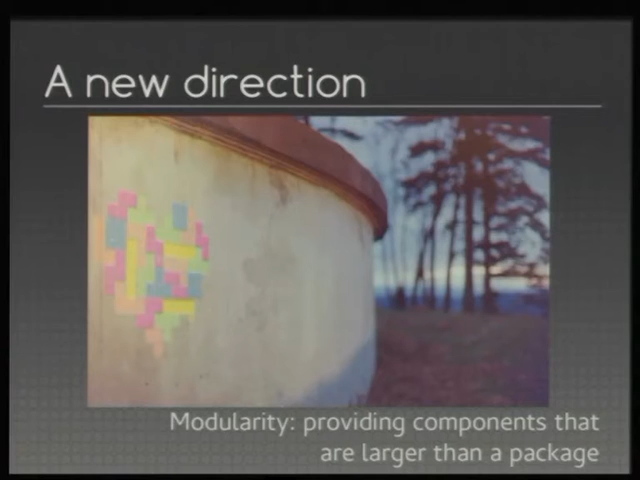 A new direction
Modularity: providing components that
are larger than a package